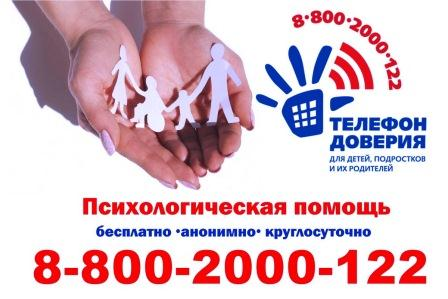 8·800·2000·122
ТЕЛЕФОН
ДОВЕРИЯ
ДЛЯ ДЕТЕЙ, ПОДРОСТКОВ
И ИХ РОДИТЕЛЕЙ
Психологическая помощь
бесплатно •анонимно• круглосуточно
8-800-2000-122